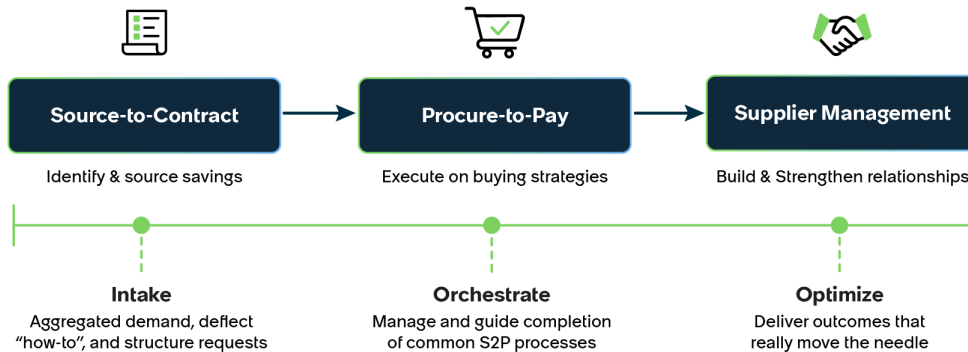 Source-to-Contract
Procure-to-Pay
Supplier Management
Identify & source savings
Execute on buying strategies
Build & Strengthen relationships
Intake
Orchestrate
Optimize
Aggregated demand, deflect
“how-to”, and structure requests
Manage and guide completion
of common S2P processes
Deliver outcomes that
really move the needle